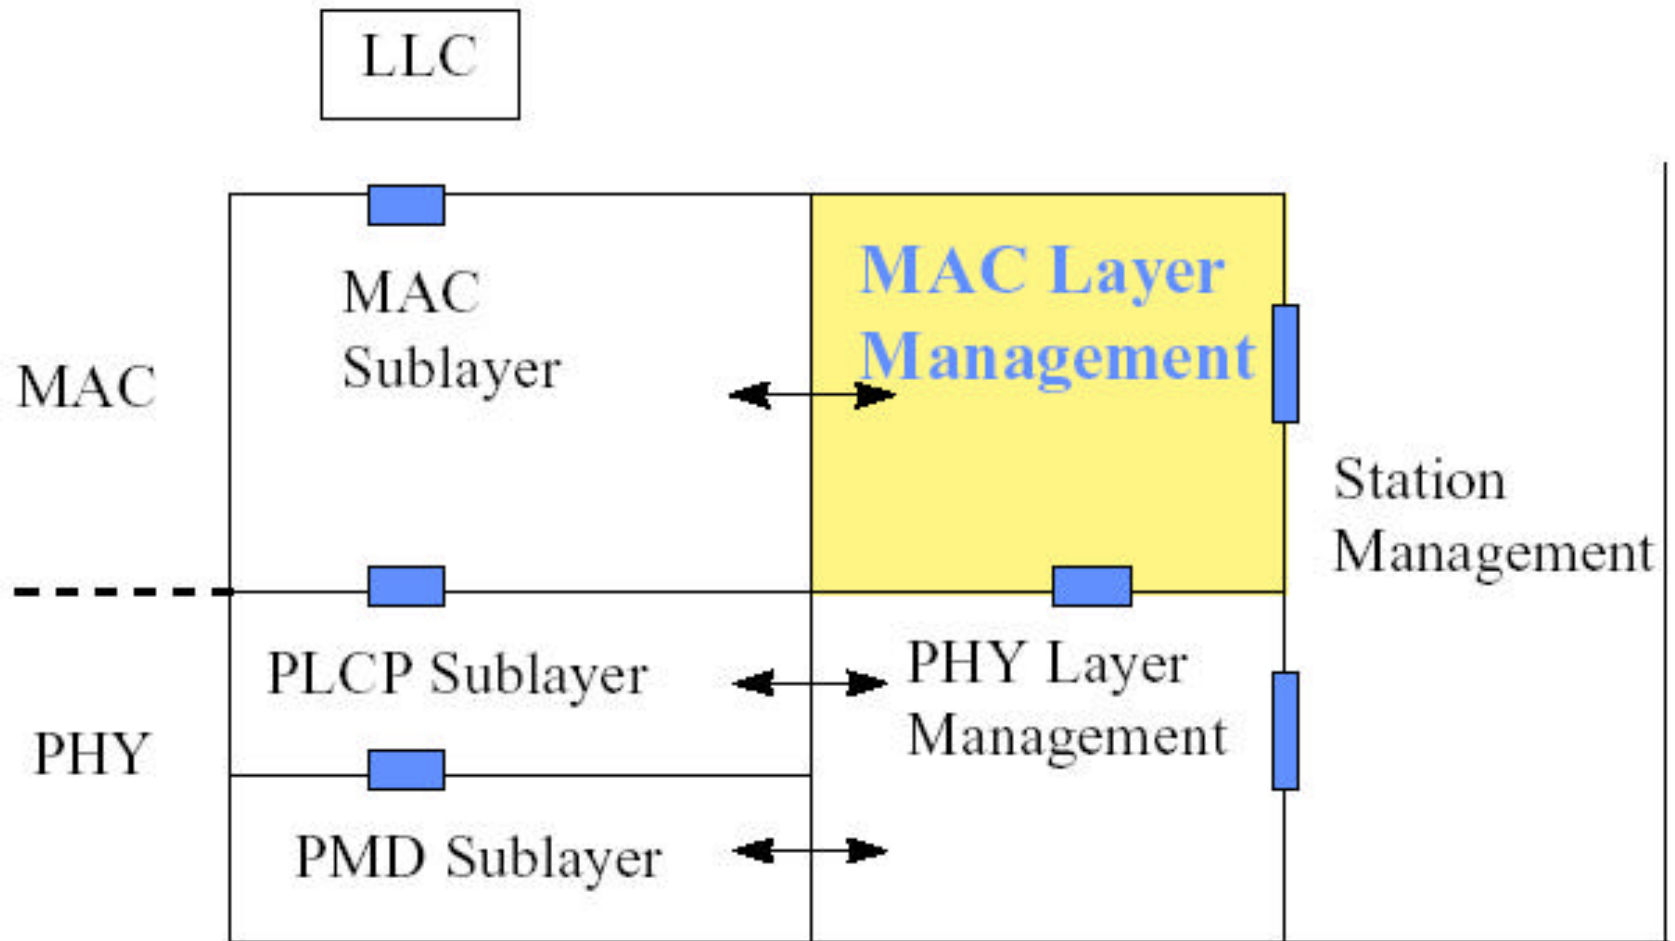 LLC
MAC Layer
Management
MAC
Sublayer
MAC
Station
Management
PLCP Sublayer
PHY Layer
Management
PHY
PMD Sublayer